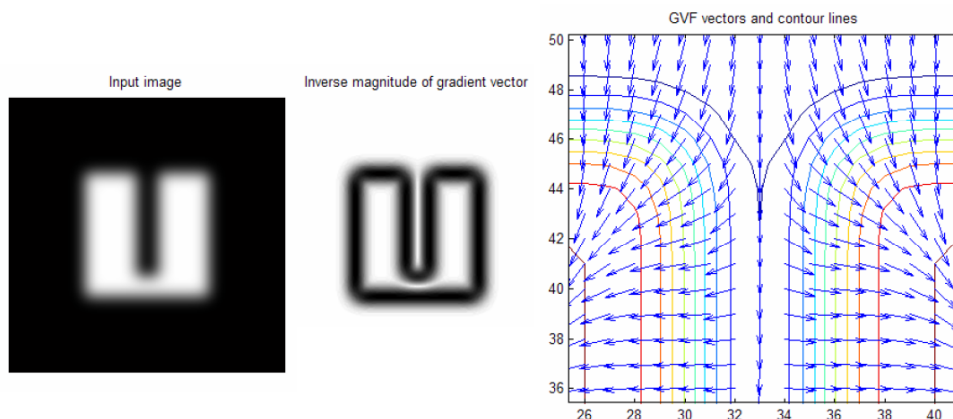 Input image
Inverse magnitude of gradient vector
GVF vectors and contour lines
50
48
46
44
42
40
38
36
26 28 30 32 34 36 38 40